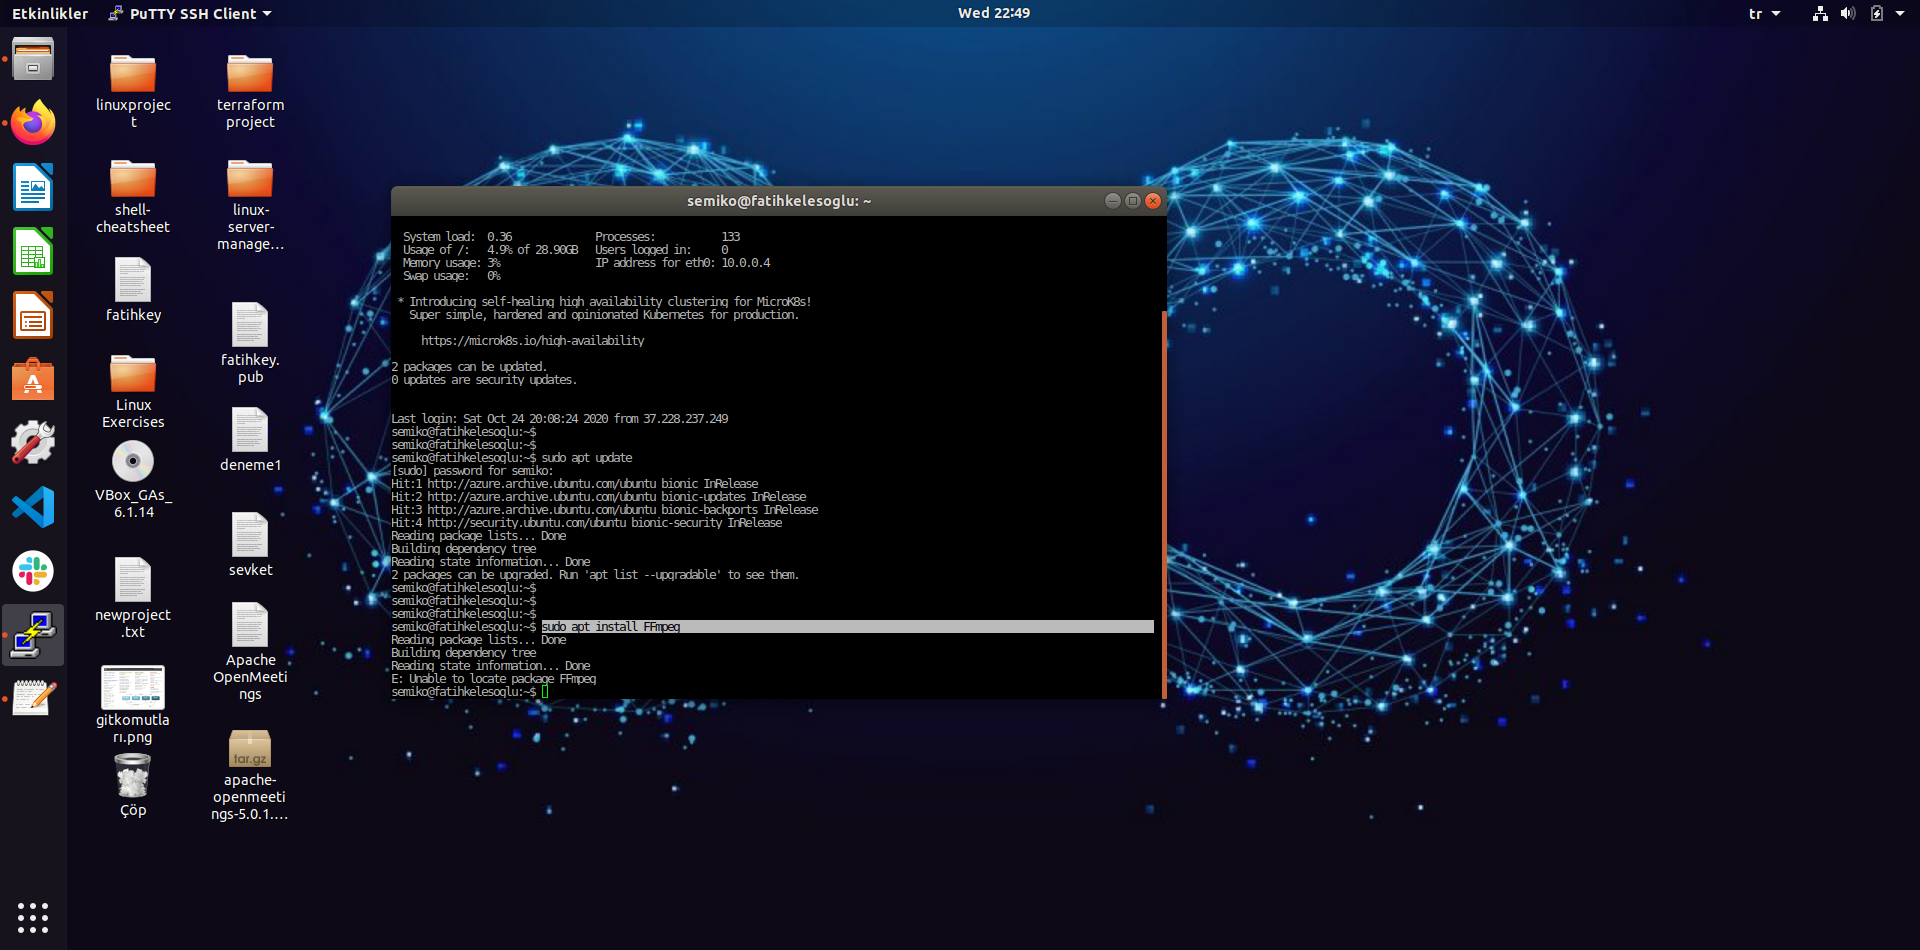 Etkinlikler
PuTTY SSH Client
Wed 22:49
tr
linuxprojec
t
terraform
project
shell-
cheatsheet
linux-
server-
manage...
fatihkey
fatihkey.
pub
Linux
Exercises
deneme1
VBox_GAs_
6.1.14
sevket
newproject
.txt
Apache
OpenMeeti
ngs
gitkomutla
rı.png
tar.gz
apache-
openmeeti
ngs-5.0.1....
Çöp
semiko@fatihkelesoglu: ~
System load:  0.36              Processes:           133
Usage of /:   4.9% of 28.90GB   Users logged in:     0
Memory usage: 3%                IP address for eth0: 10.0.0.4
Swap usage:   0%
* Introducing self-healing high availability clustering for MicroK8s!
Super simple, hardened and opinionated Kubernetes for production.
https://microk8s.io/high-availability
2 packages can be updated.
0 updates are security updates.
Last login: Sat Oct 24 20:08:24 2020 from 37.228.237.249
semiko@fatihkelesoglu:~$
semiko@fatihkelesoglu:~$
semiko@fatihkelesoglu:~$ sudo apt update
[sudo] password for semiko:
Hit:1 http://azure.archive.ubuntu.com/ubuntu bionic InRelease
Hit:2 http://azure.archive.ubuntu.com/ubuntu bionic-updates InRelease
Hit:3 http://azure.archive.ubuntu.com/ubuntu bionic-backports InRelease
Hit:4 http://security.ubuntu.com/ubuntu bionic-security InRelease
Reading package lists... Done
Building dependency tree
Reading state information... Done
2 packages can be upgraded. Run 'apt list --upgradable' to see them.
semiko@fatihkelesoglu:~$
semiko@fatihkelesoglu:~$
semiko@fatihkelesoglu:~$
semiko@fatihkelesoglu:~$ sudo apt install FFmpeg
Reading package lists... Done
Building dependency tree
Reading state information... Done
E: Unable to locate package FFmpeg
semiko@fatihkelesoglu:~$